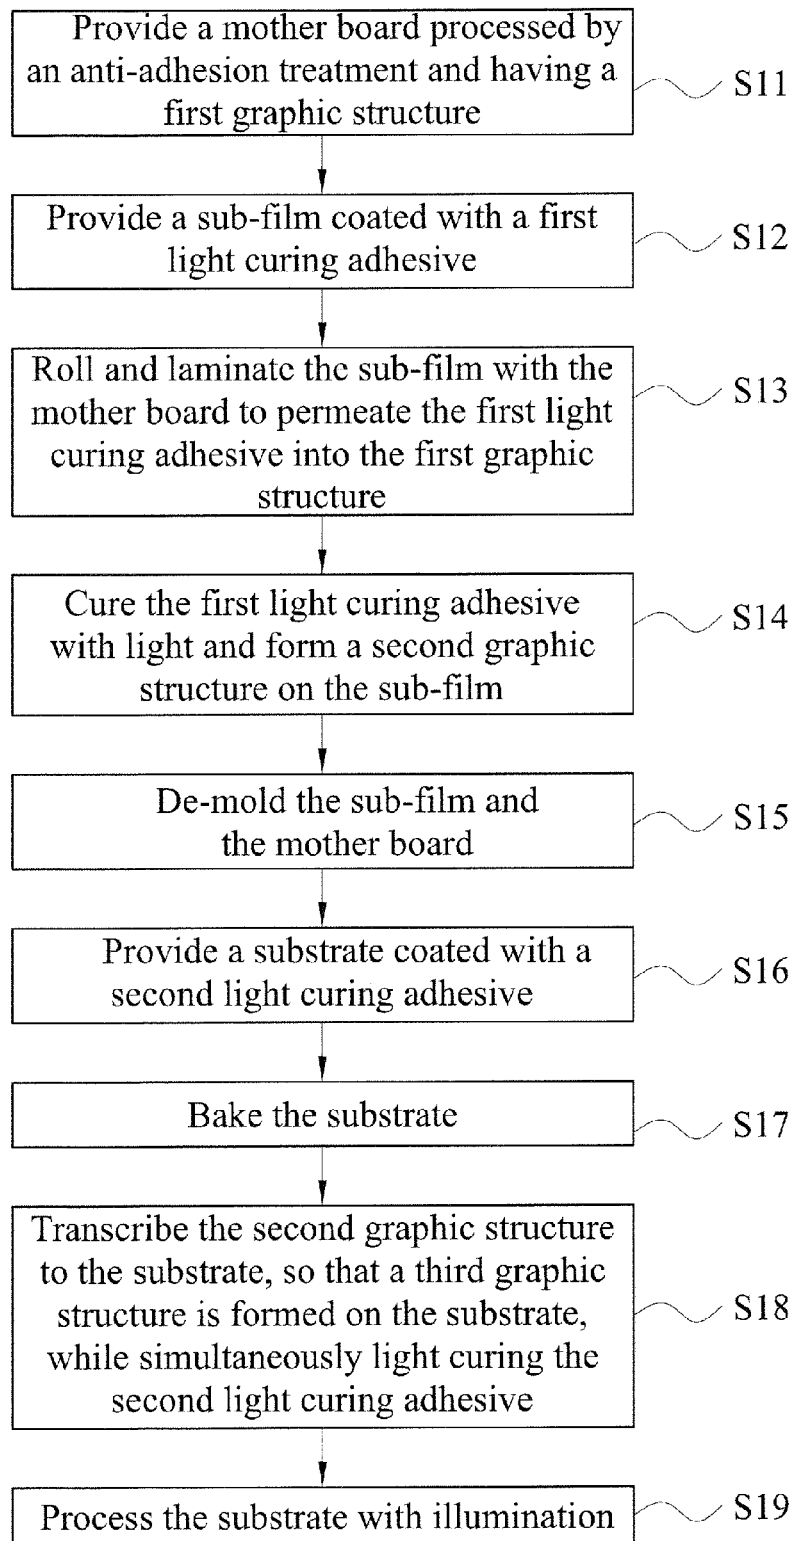 Provide a mother board processed by
an anti-adhesion treatment and having a
first graphic structure
S11
Provide a sub-film coated with a first
light curing adhesive
S12
Roll and laminate the sub-film with the
mother board to permeate the first light
curing adhesive into the first graphic
structure
S13
Cure the first light curing adhesive
with light and form a second graphic
structure on the sub-film
S14
De-mold the sub-film and
the mother board
S15
Provide a substrate coated with a
second light curing adhesive
S16
Bake the substrate
S17
Transcribe the second graphic structure
to the substrate, so that a third graphic
structure is formed on the substrate,
while simultaneously light curing the
second light curing adhesive
S18
Process the substrate with illumination
S19